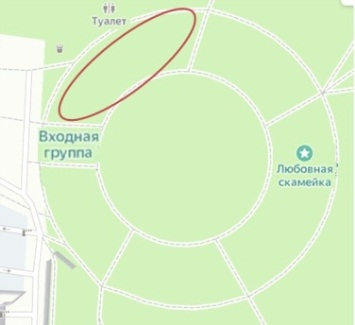 Туалет
Входная
группа
Любовная
скамейка